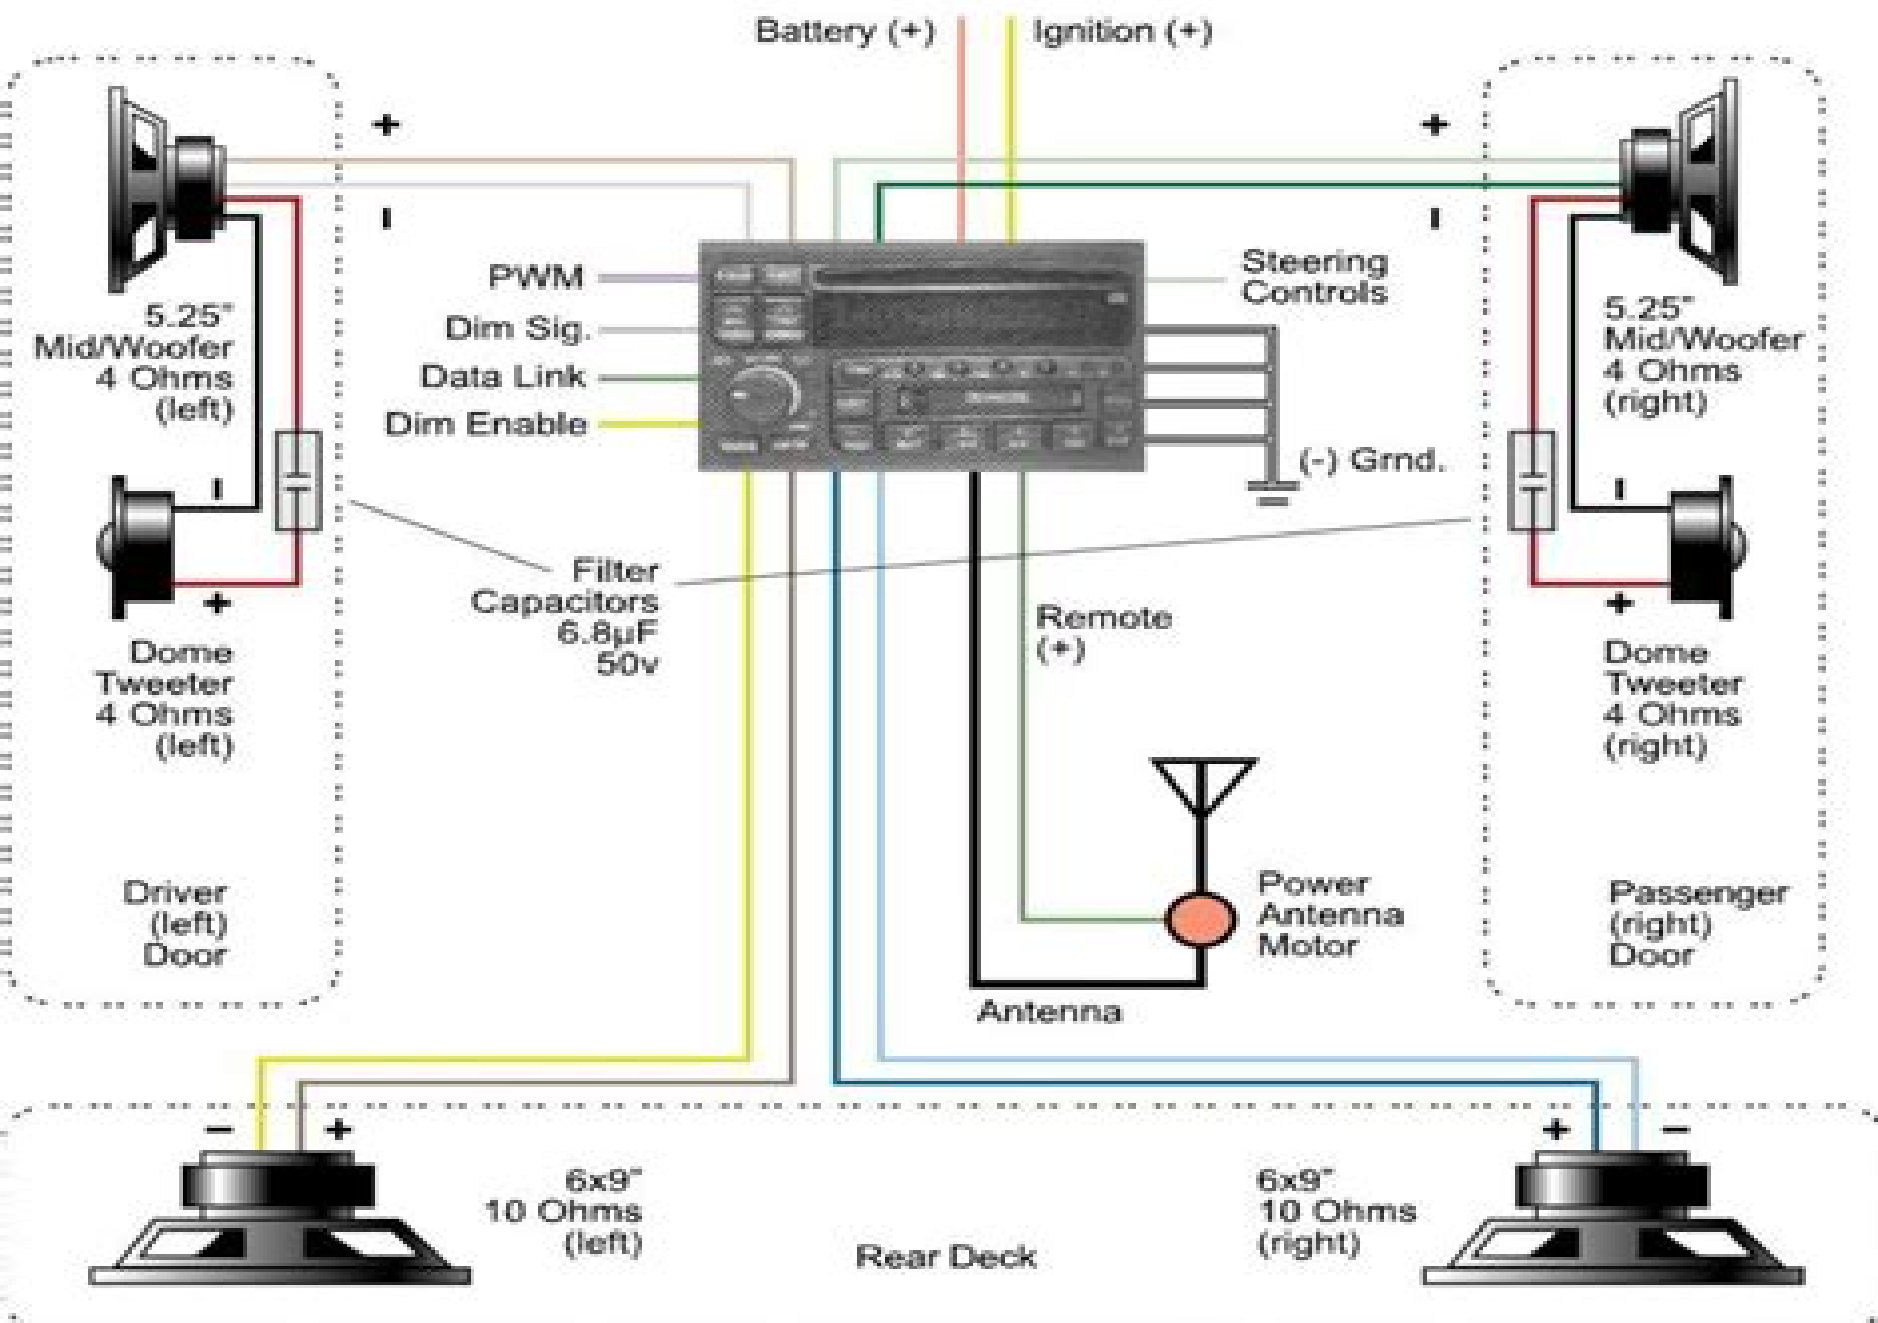 Battery (+)
Ignition (+)
+
+
−
−
PWM
Dim Sig.
Data Link
Dim Enable
Steering
Controls
(-) Grnd.
5.25"
Mid/Woofer
4 Ohms
(left)
5.25"
Mid/Woofer
4 Ohms
(right)
−
+
−
+
Filter
Capacitors
6.8µF
50v
Remote
(+)
Dome
Tweeter
4 Ohms
(left)
Dome
Tweeter
4 Ohms
(right)
Driver
(left)
Door
Power
Antenna
Motor
Passenger
(right)
Door
Antenna
− +
+ −
6x9"
10 Ohms
(left)
6x9"
10 Ohms
(right)
Rear Deck